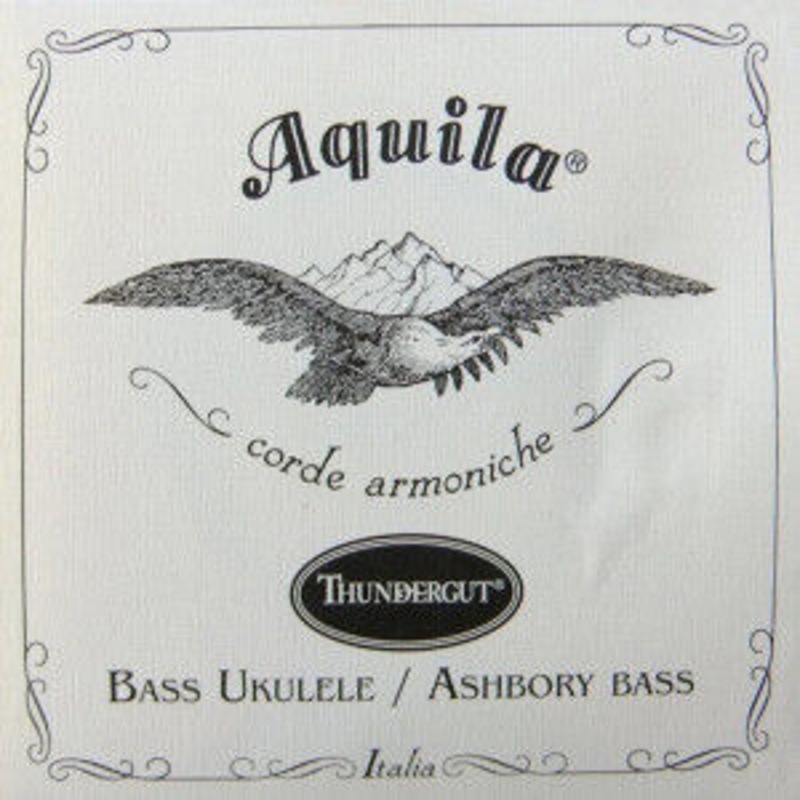 Aquila®
corde armoniche
THUNDERGUT®
BASS UKULELE / ASHBORY BASS
Italia